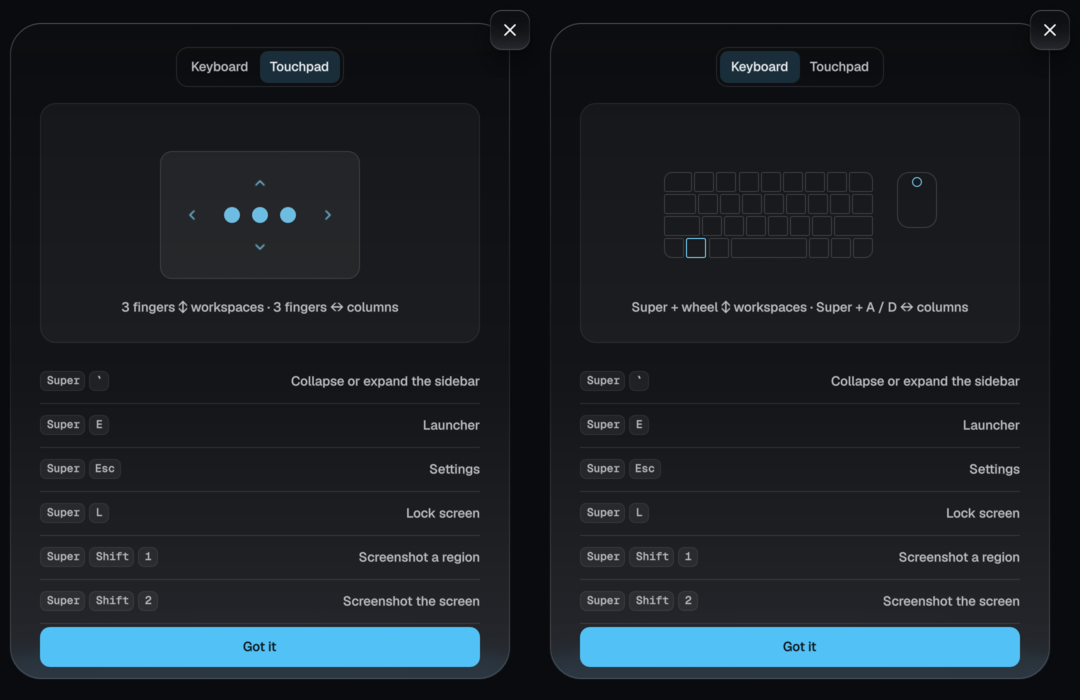 Keyboard Touchpad
3 fingers ↕ workspaces · 3 fingers ↔ columns
Super ` Collapse or expand the sidebar
Super E Launcher
Super Esc Settings
Super L Lock screen
Super Shift 1 Screenshot a region
Super Shift 2 Screenshot the screen
Got it
Keyboard Touchpad
Super + wheel ↕ workspaces · Super + A / D ↔ columns
Super ` Collapse or expand the sidebar
Super E Launcher
Super Esc Settings
Super L Lock screen
Super Shift 1 Screenshot a region
Super Shift 2 Screenshot the screen
Got it